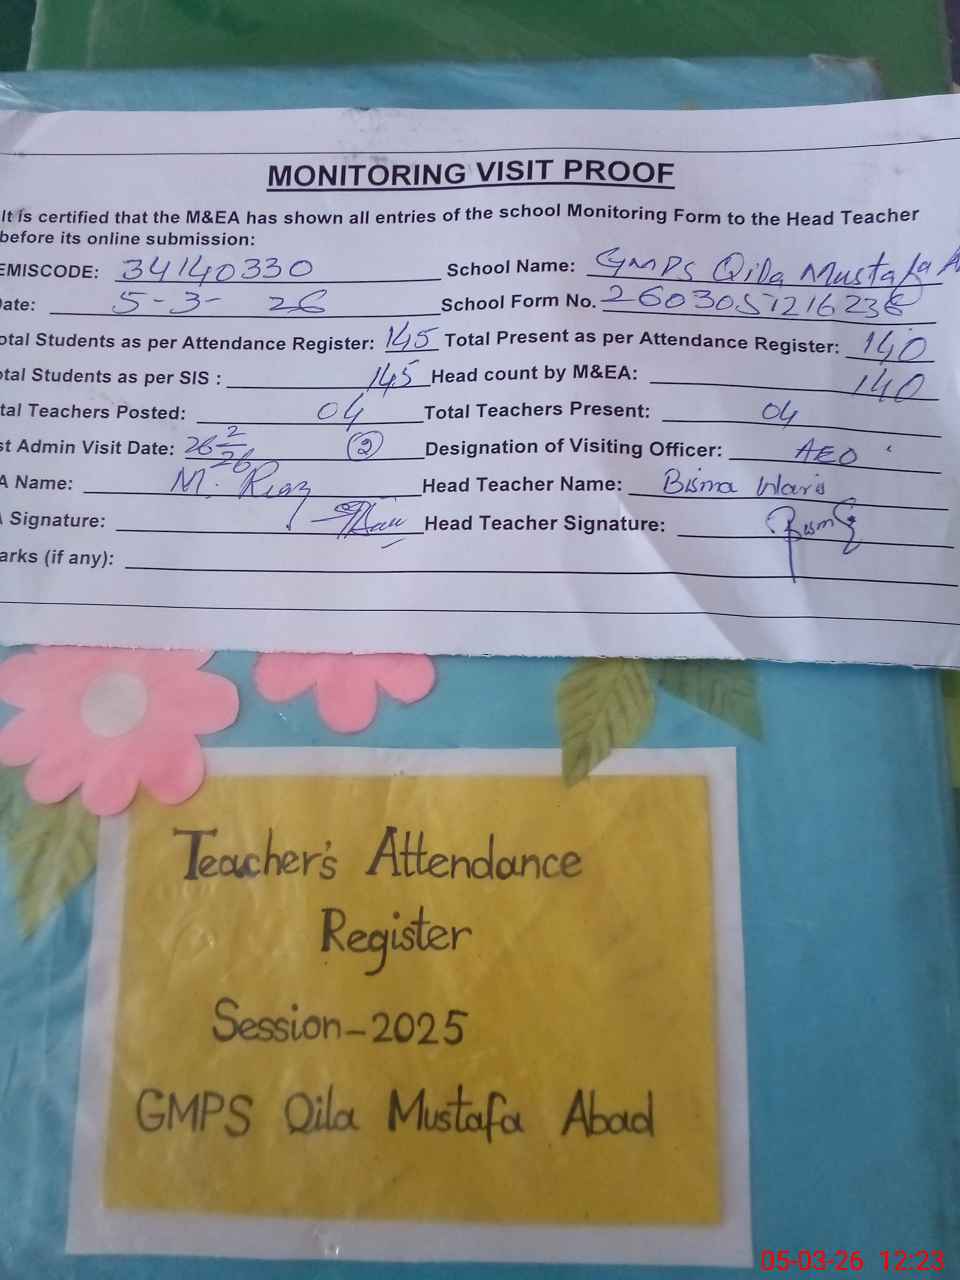 MONITORING VISIT PROOF
It is certified that the M&EA has shown all entries of the school Monitoring Form to the Head Teacher
before its online submission:
EMISCODE: 34140330 School Name: GMPS Qila Mustafa A
Date: 5-3-26 School Form No. 2603051216238
otal Students as per Attendance Register: 145 Total Present as per Attendance Register: 140
otal Students as per SIS : 145 Head count by M&EA: 140
tal Teachers Posted: 04 Total Teachers Present: 04
st Admin Visit Date: 26-2-26 (2) Designation of Visiting Officer: AEO
A Name: M. Riaz Head Teacher Name: Bisma Waris
Signature: Head Teacher Signature: Bisma
arks (if any):
Teacher's Attendance
Register
Session-2025
GMPS Qila Mustafa Abad
05-03-26 12:23